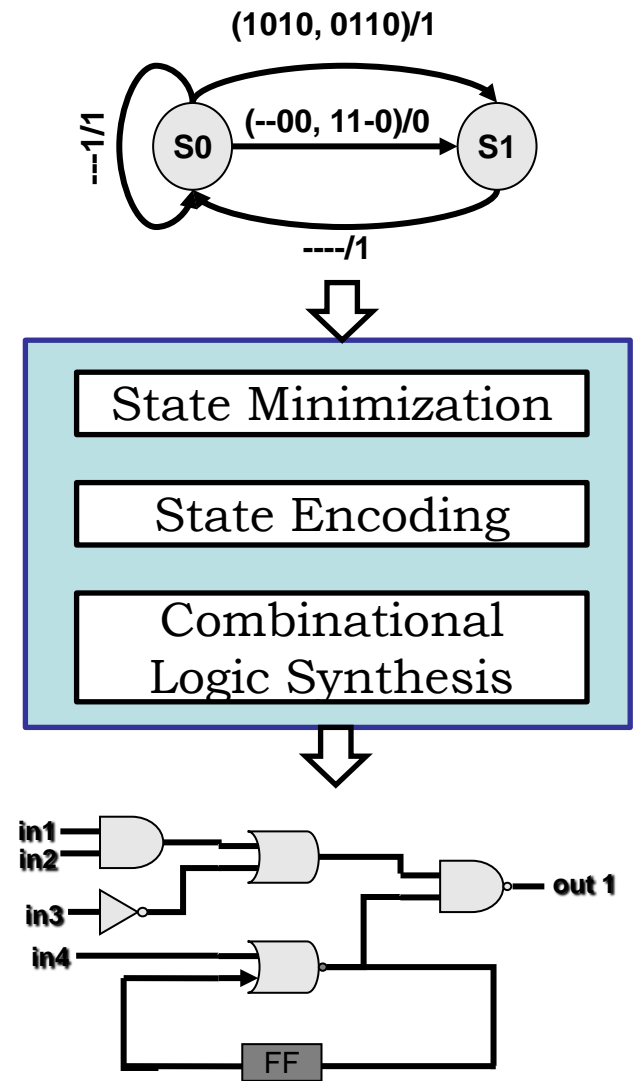 (1010, 0110)/1
---1/1
S0
(--00, 11-0)/0
S1
----/1
State Minimization
State Encoding
Combinational
Logic Synthesis
in1
in2
in3
in4
out 1
FF